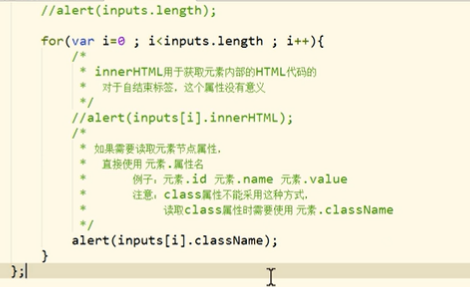 //alert(inputs.length);
for(var i=0 ; i<inputs.length ; i++){
/*
* innerHTML用于获取元素内部的HTML代码的
* 对于自结束标签，这个属性没有意义
*/
//alert(inputs[i].innerHTML);
/*
* 如果需要读取元素节点属性，
* 直接使用 元素.属性名
* 例子：元素.id 元素.name 元素.value
* 注意：class属性不能采用这种方式，
* 读取class属性时需要使用 元素.className
*/
alert(inputs[i].className);
}
};